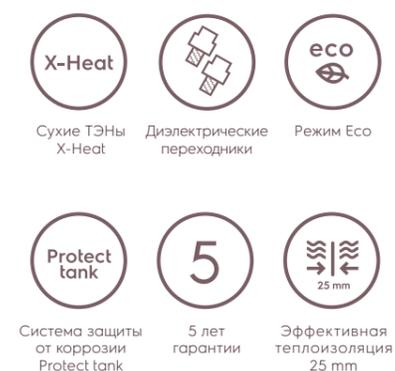 X-Heat
Сухие ТЭНы
X-Heat
Диэлектрические
переходники
eco
Режим Eco
Protect
tank
Система защиты
от коррозии
Protect tank
5
5 лет
гарантии
25 mm
Эффективная
теплоизоляция
25 mm